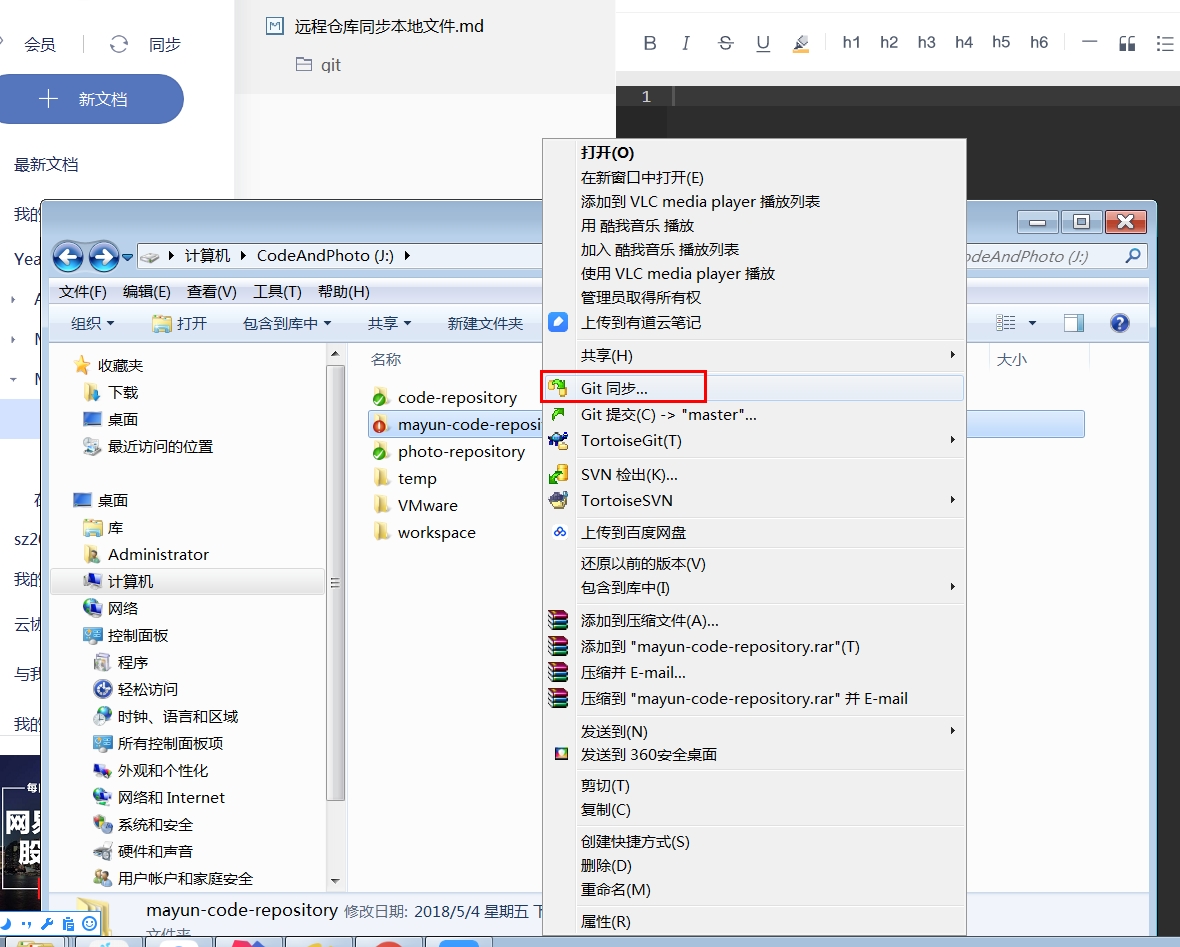 会员
同步
新文档
最新文档
我的
Yea
sz20
我的
云协
与我
我的
远程仓库同步本地文件.md
git
B I S U h1 h2 h3 h4 h5 h6
1
计算机
CodeAndPhoto (J:)
odeAndPhoto (J:)
文件(F) 编辑(E) 查看(V) 工具(T) 帮助(H)
组织 打开 包含到库中 共享 新建文件夹
收藏夹
下载
桌面
最近访问的位置
桌面
库
Administrator
计算机
网络
控制面板
程序
轻松访问
时钟、语言和区域
所有控制面板项
外观和个性化
网络和 Internet
系统和安全
硬件和声音
用户帐户和家庭安全
名称
大小
code-repository
mayun-code-reposi
photo-repository
temp
VMware
workspace
打开(O)
在新窗口中打开(E)
添加到 VLC media player 播放列表
用 酷我音乐 播放
加入 酷我音乐 播放列表
使用 VLC media player 播放
管理员取得所有权
上传到有道云笔记
共享(H)
Git 同步...
Git 提交(C) -> "master"...
TortoiseGit(T)
SVN 检出(K)...
TortoiseSVN
上传到百度网盘
还原以前的版本(V)
包含到库中(I)
添加到压缩文件(A)...
添加到 "mayun-code-repository.rar"(T)
压缩并 E-mail...
压缩到 "mayun-code-repository.rar" 并 E-mail
发送到(N)
发送到 360安全桌面
剪切(T)
复制(C)
创建快捷方式(S)
删除(D)
重命名(M)
属性(R)
mayun-code-repository 修改日期: 2018/5/4 星期五 下
文件夹